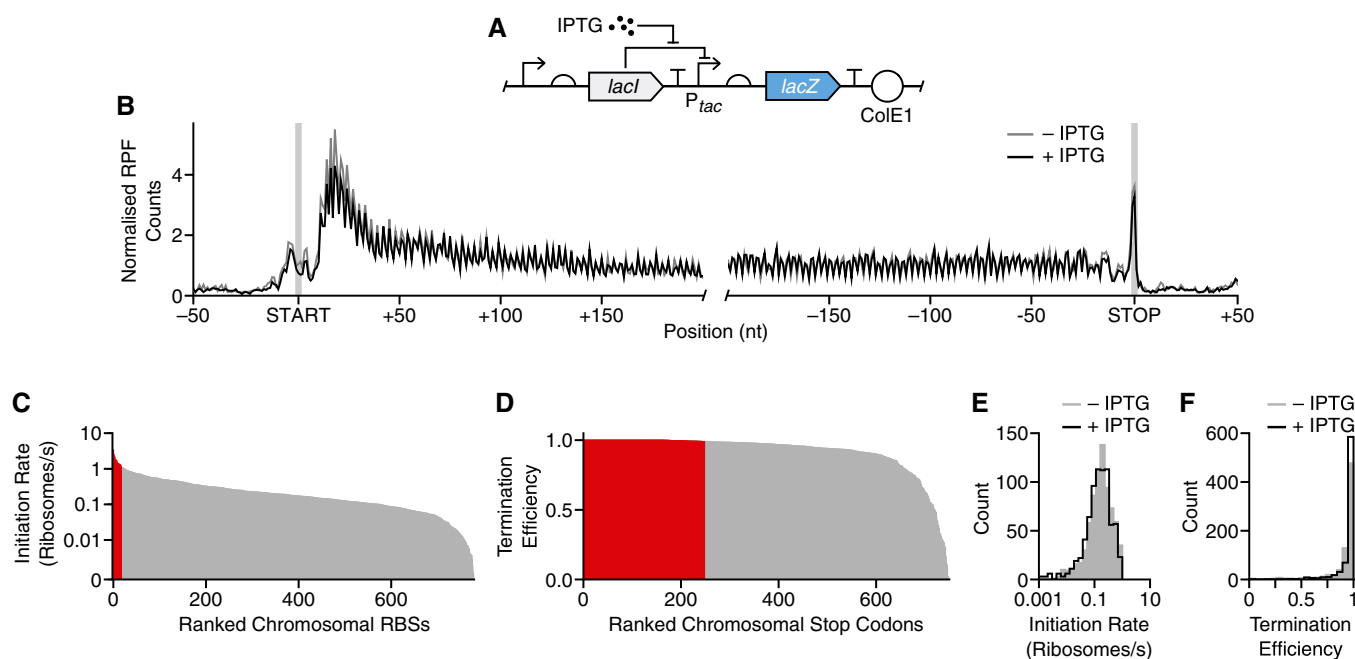 A
IPTG
lacI
Ptac
lacZ
ColE1
B
Normalised RPF
Counts
4
2
0
– IPTG
+ IPTG
–50
START
+50
+100
+150
–150
–100
-50
STOP
+50
Position (nt)
C
Initiation Rate
(Ribosomes/s)
10
1
0.1
0.01
0
0
200
400
600
Ranked Chromosomal RBSs
D
Termination
Efficiency
1.0
0.5
0.0
0
200
400
600
Ranked Chromosomal Stop Codons
E
– IPTG
+ IPTG
Count
150
100
50
0
0.001
0.1
10
Initiation Rate
(Ribosomes/s)
F
– IPTG
+ IPTG
Count
600
400
200
0
0
0.5
1
Termination
Efficiency